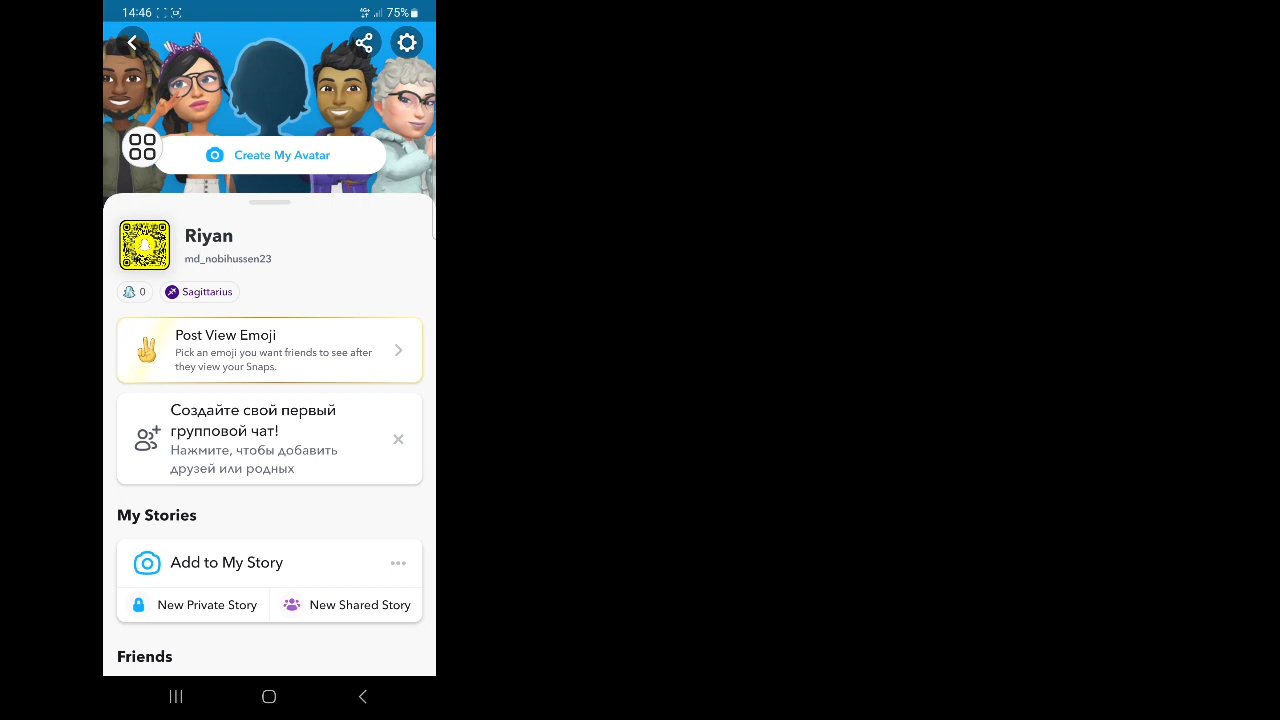 14:46 75%
Create My Avatar
Riyan
md_nobihussen23
0 Sagittarius
Post View Emoji
Pick an emoji you want friends to see after
they view your Snaps.
Создайте свой первый
групповой чат!
Нажмите, чтобы добавить
друзей или родных
My Stories
Add to My Story
New Private Story New Shared Story
Friends